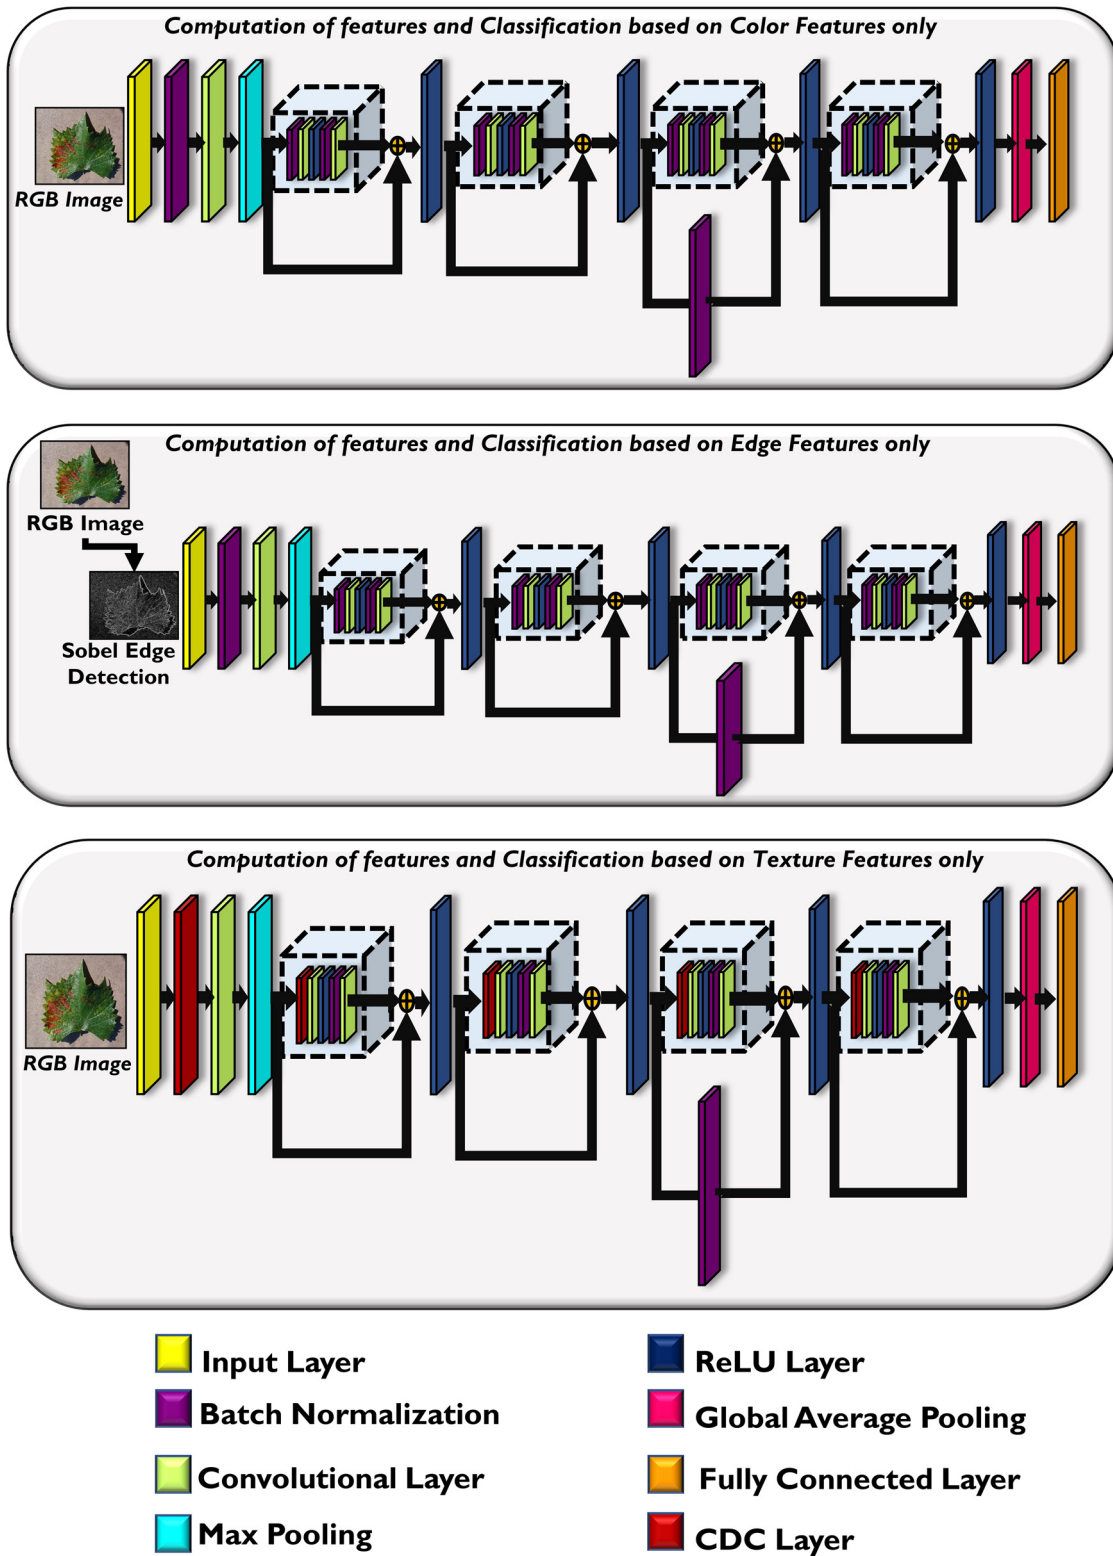 Computation of features and Classification based on Color Features only
RGB Image
Computation of features and Classification based on Edge Features only
RGB Image
Sobel Edge
Detection
Computation of features and Classification based on Texture Features only
RGB Image
Input Layer
ReLU Layer
Batch Normalization
Global Average Pooling
Convolutional Layer
Fully Connected Layer
Max Pooling
CDC Layer